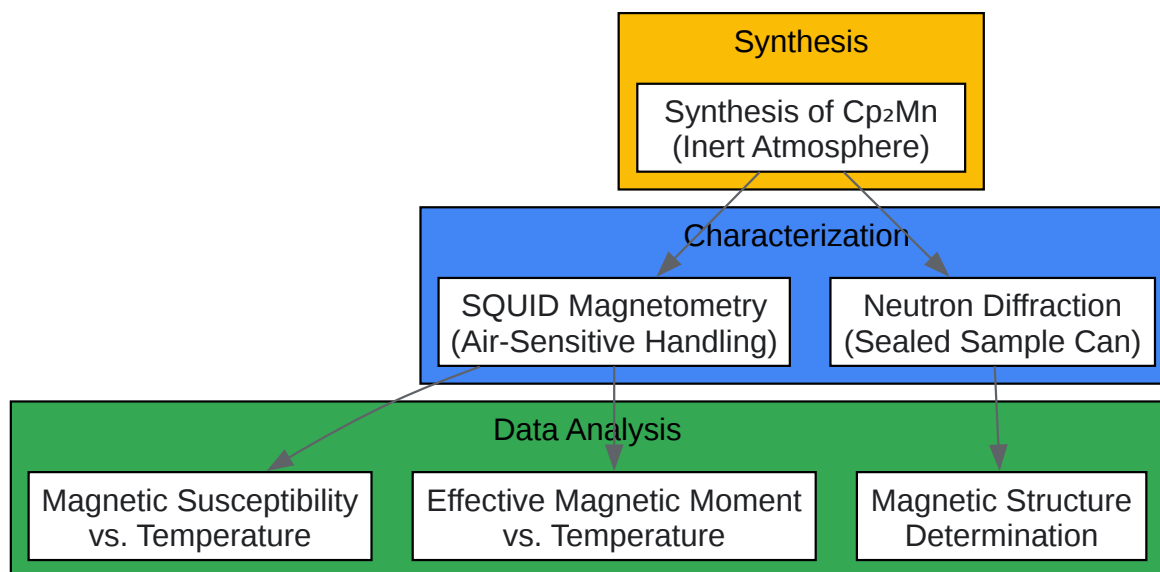 Synthesis
Synthesis of Cp₂Mn
(Inert Atmosphere)
Characterization
SQUID Magnetometry
(Air-Sensitive Handling)
Neutron Diffraction
(Sealed Sample Can)
Data Analysis
Magnetic Susceptibility
vs. Temperature
Effective Magnetic Moment
vs. Temperature
Magnetic Structure
Determination